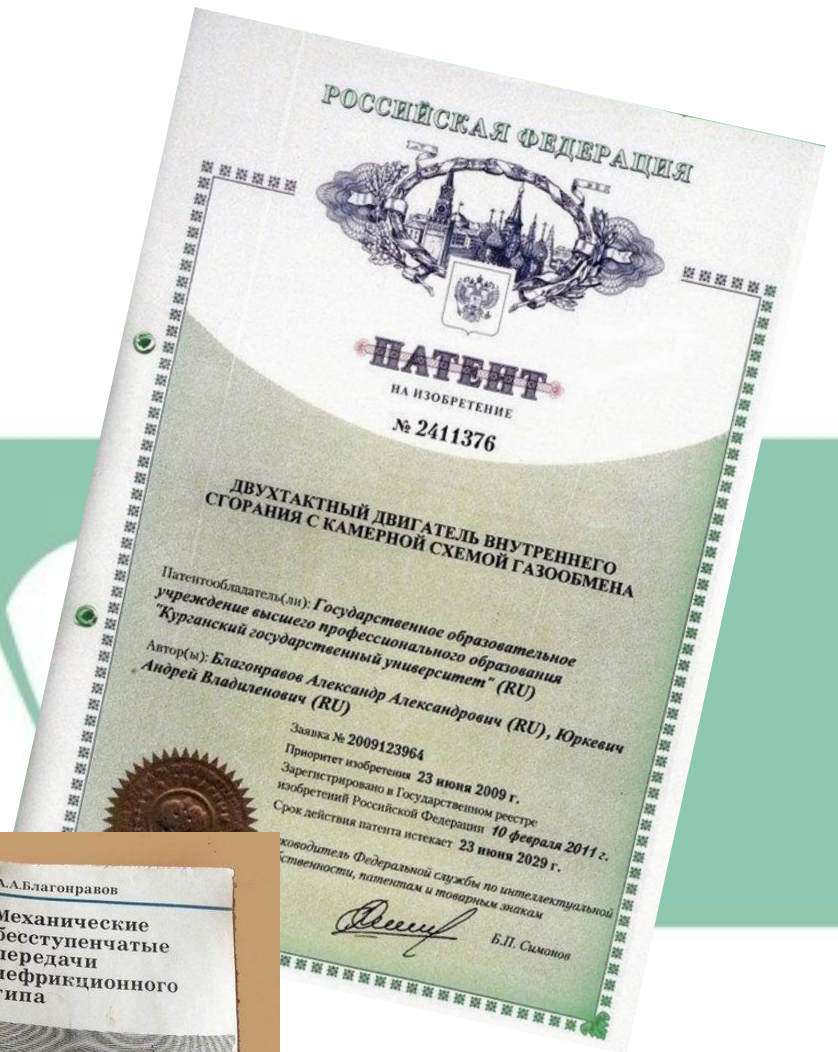 РОССИЙСКАЯ ФЕДЕРАЦИЯ
ПАТЕНТ
НА ИЗОБРЕТЕНИЕ
№ 2411376
ДВУХТАКТНЫЙ ДВИГАТЕЛЬ ВНУТРЕННЕГО
СГОРАНИЯ С КАМЕРНОЙ СХЕМОЙ ГАЗООБМЕНА
Патентообладатель(ли): Государственное образовательное
учреждение высшего профессионального образования
"Курганский государственный университет" (RU)
Автор(ы): Благонравов Александр Александрович (RU), Юркевич
Андрей Владиленович (RU)
Заявка № 2009123964
Приоритет изобретения 23 июня 2009 г.
Зарегистрировано в Государственном реестре
изобретений Российской Федерации 10 февраля 2011 г.
Срок действия патента истекает 23 июня 2029 г.
ководитель Федеральной службы по интеллектуальной
бственности, патентам и товарным знакам
Б.П. Симонов
А.А.Благонравов
Механические
бесступенчатые
передачи
нефрикционного
типа